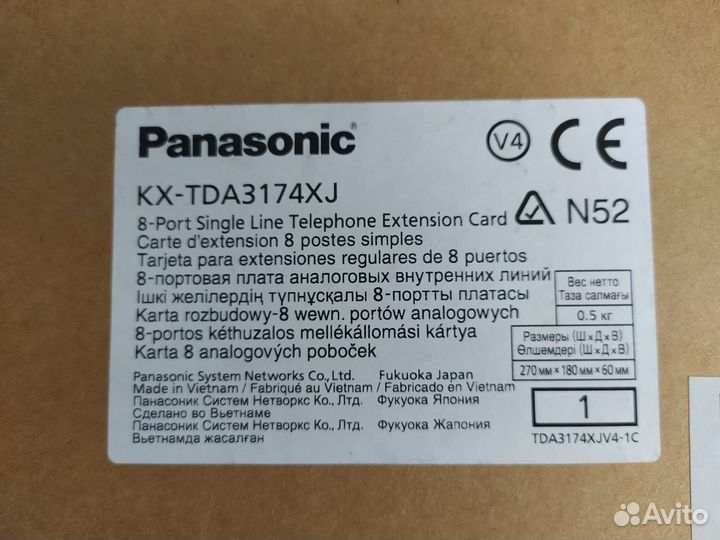 Panasonic®
V4 CE
KX-TDA3174XJ
8-Port Single Line Telephone Extension Card
N52
Carte d'extension 8 postes simples
Tarjeta para extensiones regulares de 8 puertos
8-портовая плата аналоговых внутренних линий
Ішкі желілердің түпнұсқалы 8-портты платасы
Karta rozbudowy-8 wewn. portów analogowych
8-portos kéthuzalos mellékállomási kártya
Karta 8 analogových poboček
Вес нетто
Таза салмағы
0.5 кг
Размеры (Ш×Д×В)
Өлшемдері (Ш×Д×В)
270 мм × 180 мм × 60 мм
Panasonic System Networks Co., Ltd. Fukuoka Japan
Made in Vietnam / Fabriqué au Vietnam / Fabricado en Vietnam
Панасоник Систем Нетворкс Ко., Лтд. Фукуока Япония
Сделано во Вьетнаме
Панасоник Систем Нетворкс Ко., Лтд. Фукуока Жапония
Вьетнамда жасалған
1
TDA3174XJV4-1C
Avito